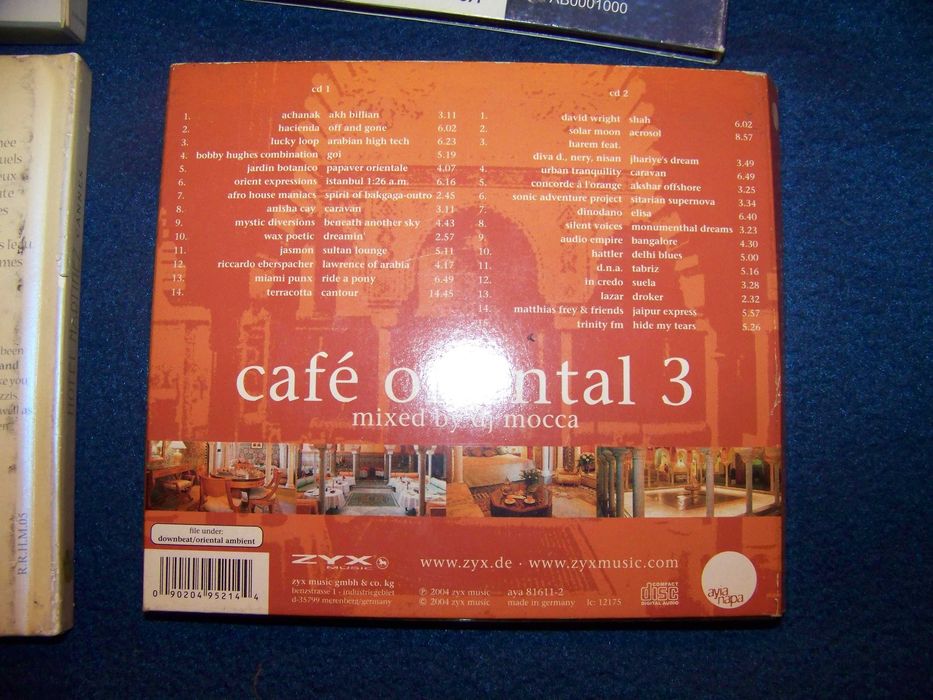 AB0001000
cd 1
1. achanak akh billian 3.11
2. hacienda off and gone 6.02
3. lucky loop arabian high tech 6.23
4. bobby hughes combination goi 5.19
5. jardin botanico papaver orientale 4.07
6. orient expressions istanbul 1:26 a.m. 6.16
7. afro house maniacs spirit of bakgaga-outro 2.45
8. anisha cay caravan 3.11
9. mystic diversions beneath another sky 4.43
10. wax poetic dreamin' 2.57
11. jasmon sultan lounge 5.11
12. riccardo eberspacher lawrence of arabia 4.17
13. miami punx ride a pony 6.49
14. terracotta cantour 14.45
cd 2
1. david wright shah 6.02
2. solar moon aerosol 8.57
3. harem feat.
diva d., nery, nisan jhariye's dream 3.49
4. urban tranquility caravan 6.49
5. concorde à l'orange akshar offshore 3.25
6. sonic adventure project sitarian supernova 3.34
7. dinodano elisa 6.40
8. silent voices monumenthal dreams 3.23
9. audio empire bangalore 4.30
10. hattler delhi blues 5.00
11. d.n.a. tabriz 5.16
12. in credo suela 3.28
13. lazar droker 2.32
14. matthias frey & friends jaipur express 5.57
15. trinity fm hide my tears 5.26
café oriental 3
mixed by dj mocca
file under:
downbeat/oriental ambient
0 90204 95214 4
ZYX
MUSIC
zyx music gmbh & co. kg
benzstrasse 1 · industriegebiet
d-35799 merenberg/germany
www.zyx.de · www.zyxmusic.com
℗ 2004 zyx music aya 81611-2
© 2004 zyx music made in germany lc: 12175
COMPACT
disc
DIGITAL AUDIO
ayia
napa
R.R.H.M.05